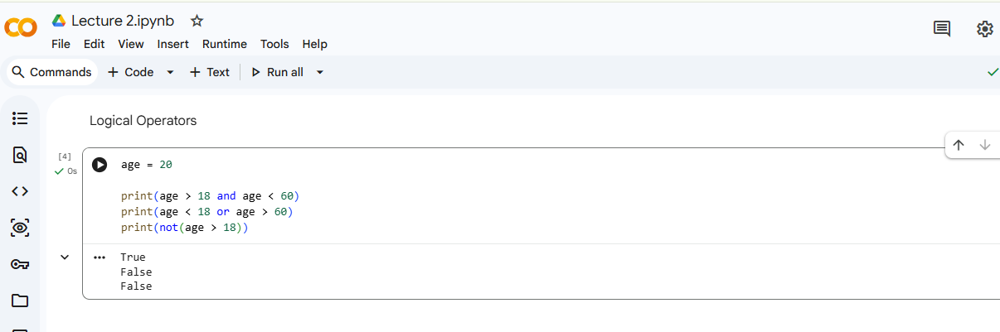 Lecture 2.ipynb
File Edit View Insert Runtime Tools Help
Commands + Code + Text Run all
Logical Operators
[4]
0s
age = 20
print(age > 18 and age < 60)
print(age < 18 or age > 60)
print(not(age > 18))
True
False
False